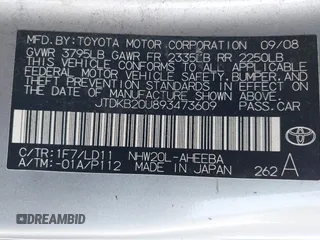 MFD. BY: TOYOTA MOTOR CORPORATION 09/08
GVWR 3795LB GAWR FR 2335LB RR 2250LB
THIS VEHICLE CONFORMS TO ALL APPLICABLE
FEDERAL MOTOR VEHICLE SAFETY, BUMPER, AND
THEFT PREVENTION STANDARDS IN EFFECT ON
THE DATE OF MANUFACTURE SHOWN ABOVE.
JTDKB20U893473609 PASS.CAR
C/TR:1F7/LD11 NHW20L-AHEEBA
A/TM:-01A/P112 MADE IN JAPAN 262 A
TOYOTA
DREAMBID